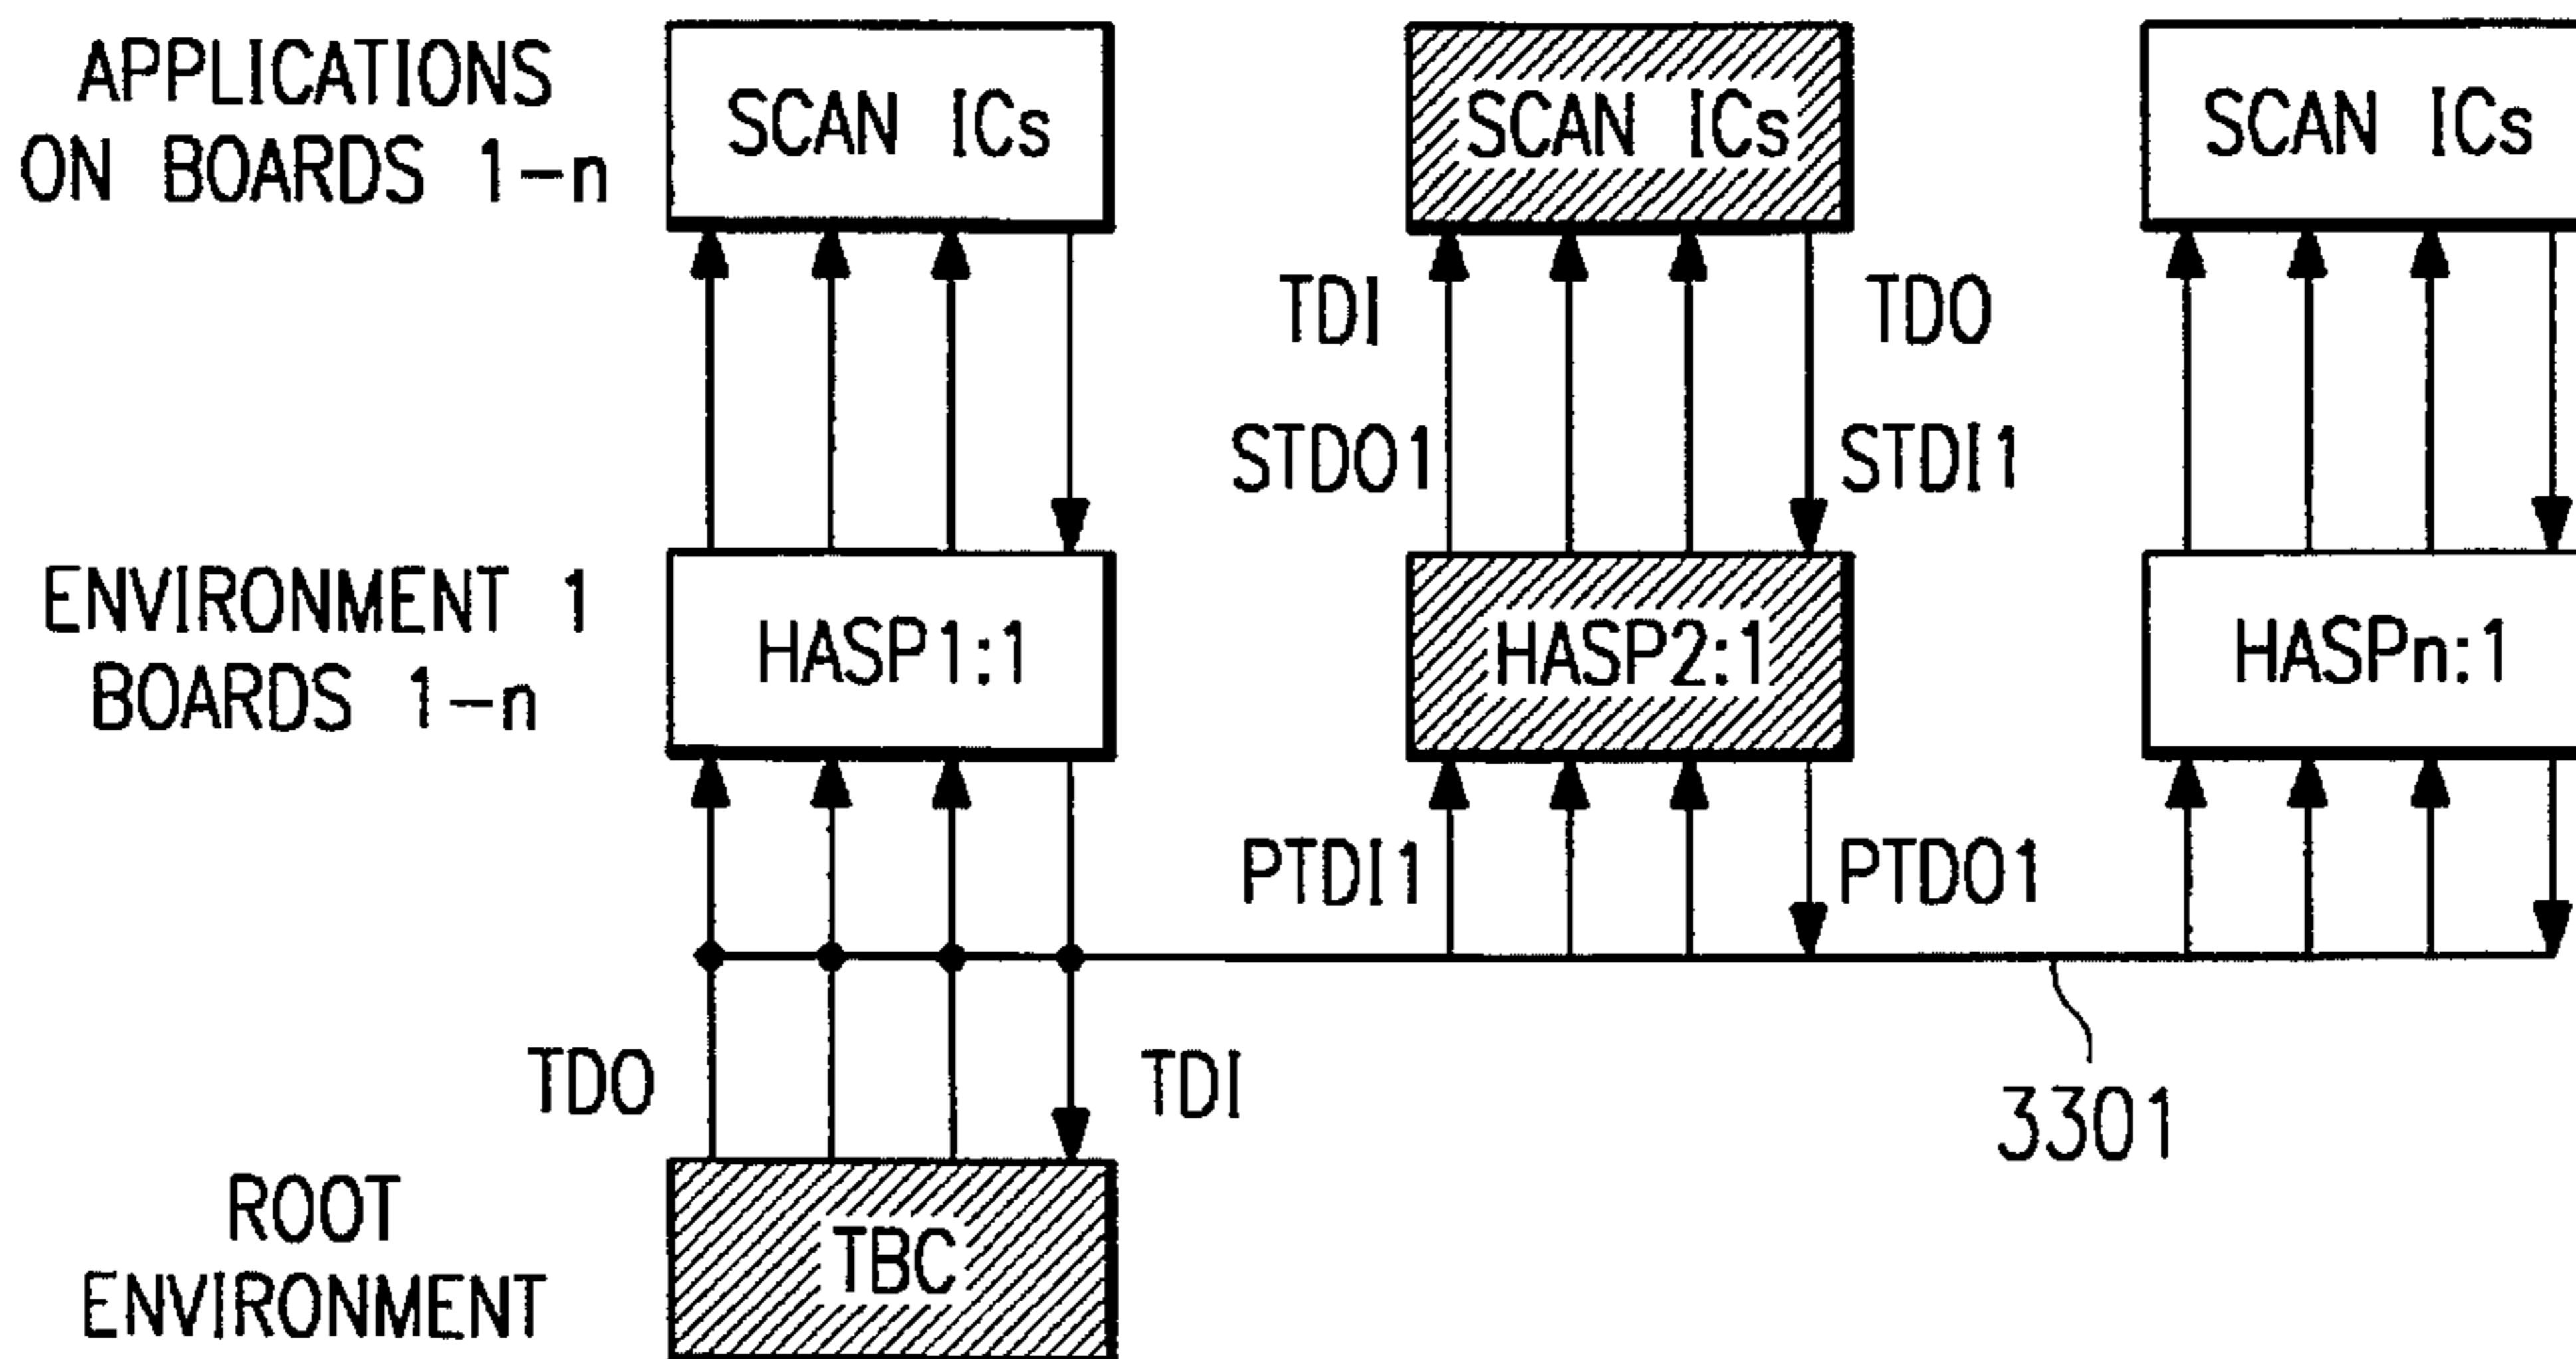 APPLICATIONS
ON BOARDS 1-n
SCAN ICs
SCAN ICs
SCAN ICs
TDI
TDO
STDO1
STDI1
ENVIRONMENT 1
BOARDS 1-n
HASP1:1
HASP2:1
HASPn:1
PTDI1
PTDO1
TDO
TDI
3301
ROOT
ENVIRONMENT
TBC